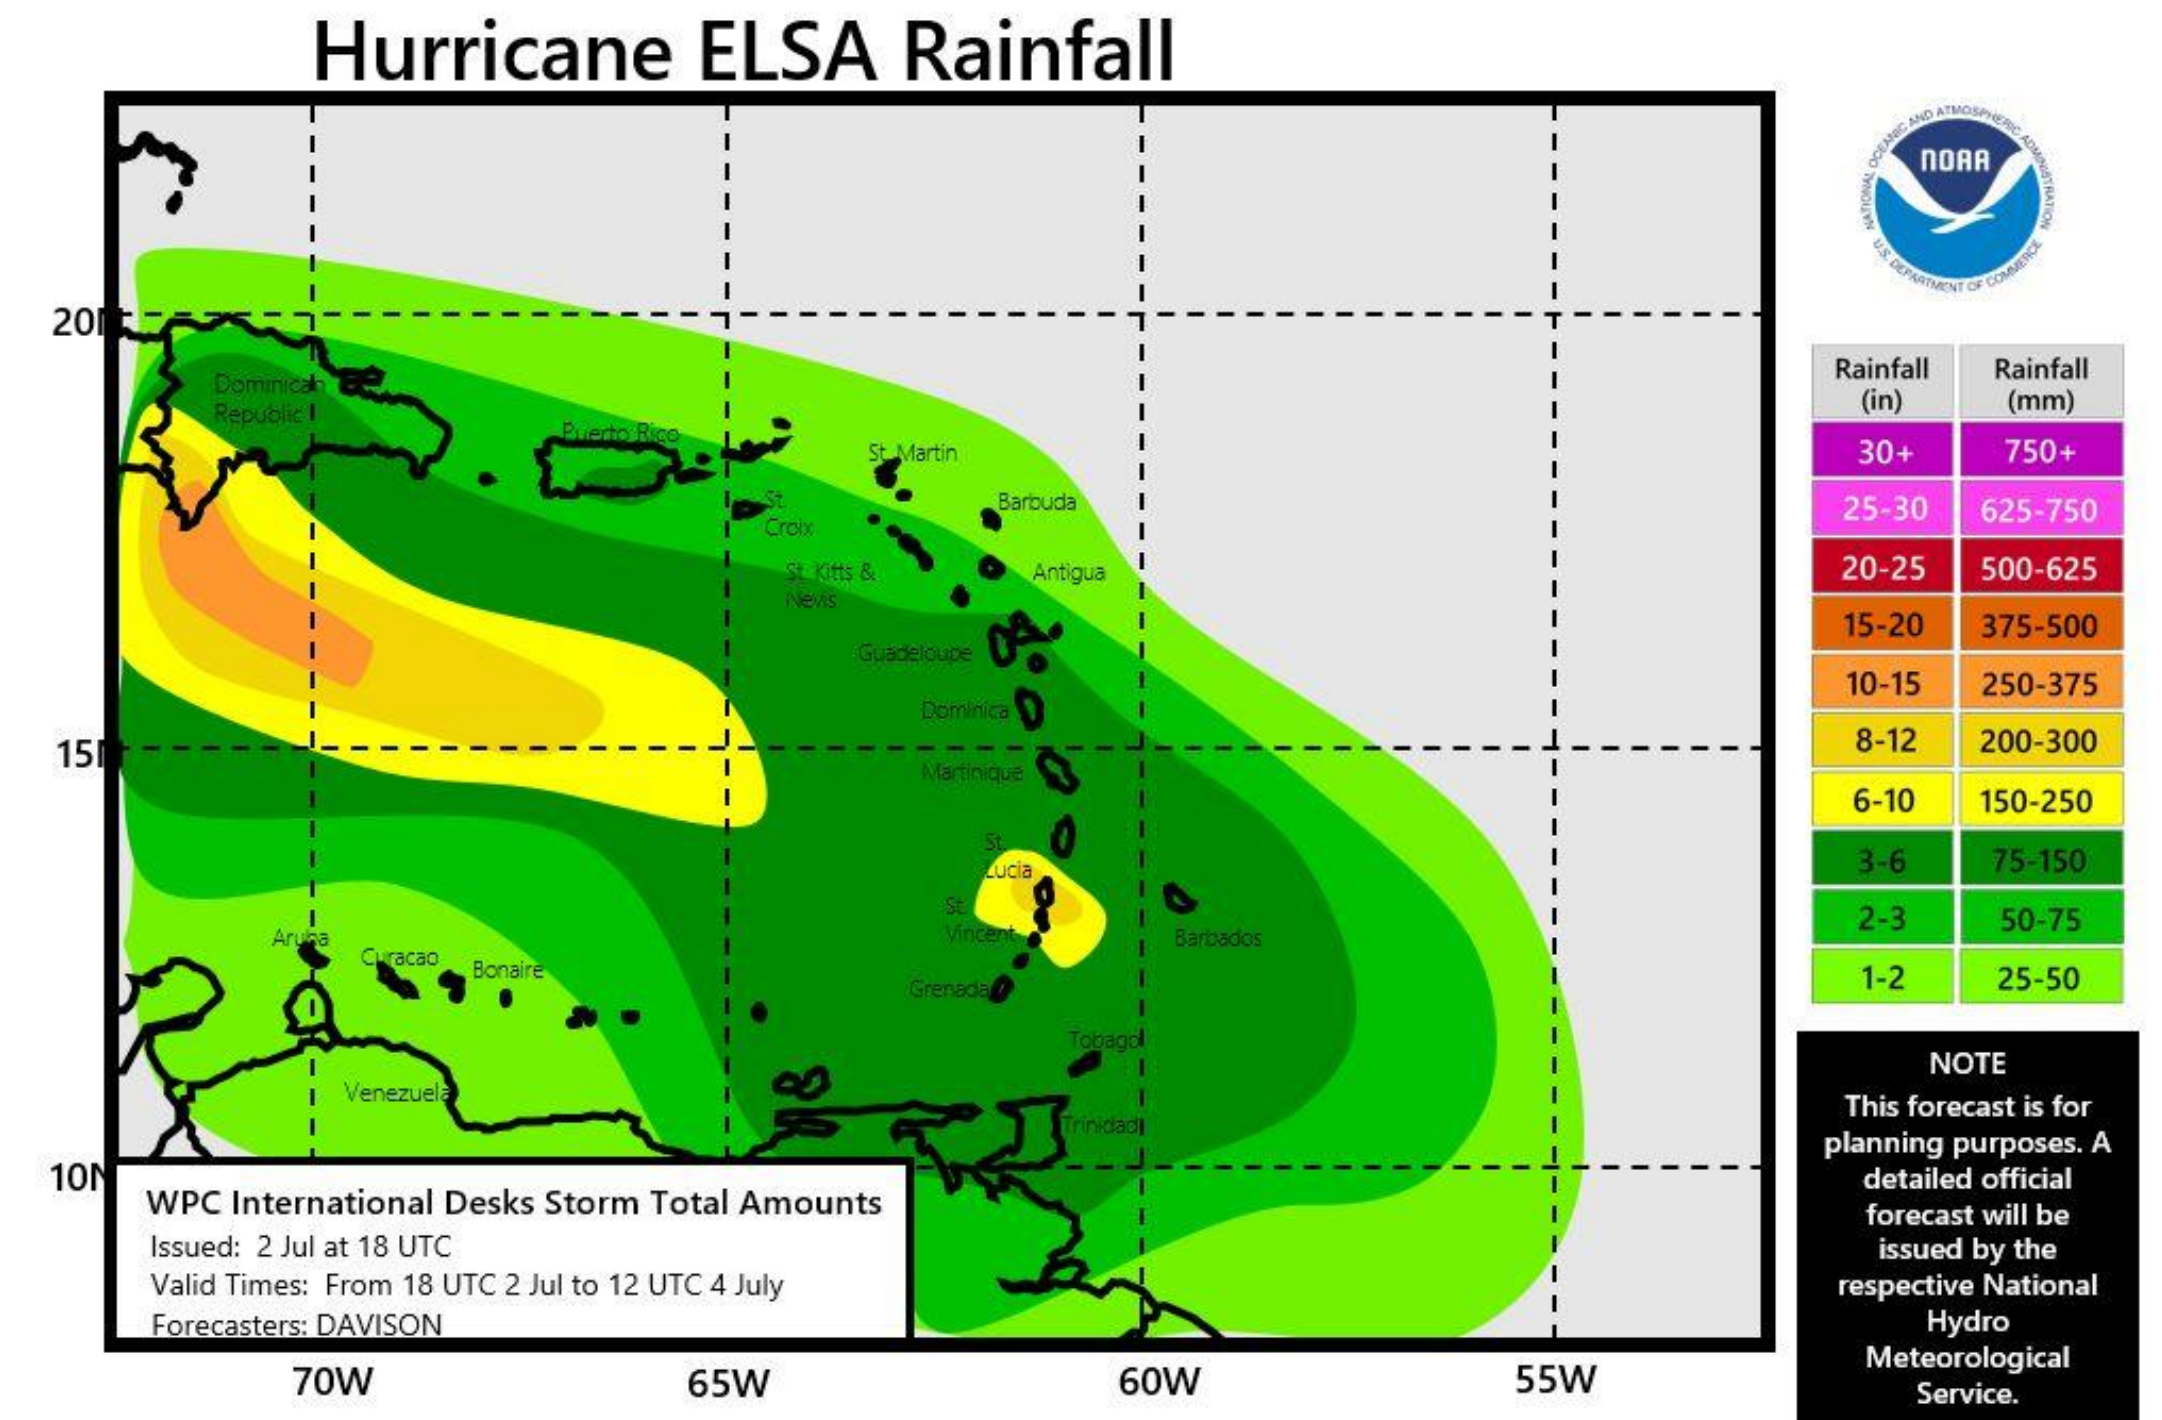 Hurricane ELSA Rainfall
NATIONAL OCEANIC AND ATMOSPHERIC ADMINISTRATION
NOAA
U.S. DEPARTMENT OF COMMERCE
20N
15N
10N
70W
65W
60W
55W
Dominican
Republic
Puerto Rico
St. Martin
Barbuda
St.
Croix
St. Kitts &
Nevis
Antigua
Guadeloupe
Dominica
Martinique
St.
Lucia
St.
Vincent
Barbados
Grenada
Aruba
Curacao
Bonaire
Tobago
Venezuela
Trinidad
WPC International Desks Storm Total Amounts
Issued: 2 Jul at 18 UTC
Valid Times: From 18 UTC 2 Jul to 12 UTC 4 July
Forecasters: DAVISON
Rainfall
(in)
Rainfall
(mm)
30+ 750+
25-30 625-750
20-25 500-625
15-20 375-500
10-15 250-375
8-12 200-300
6-10 150-250
3-6 75-150
2-3 50-75
1-2 25-50
NOTE
This forecast is for
planning purposes. A
detailed official
forecast will be
issued by the
respective National
Hydro
Meteorological
Service.